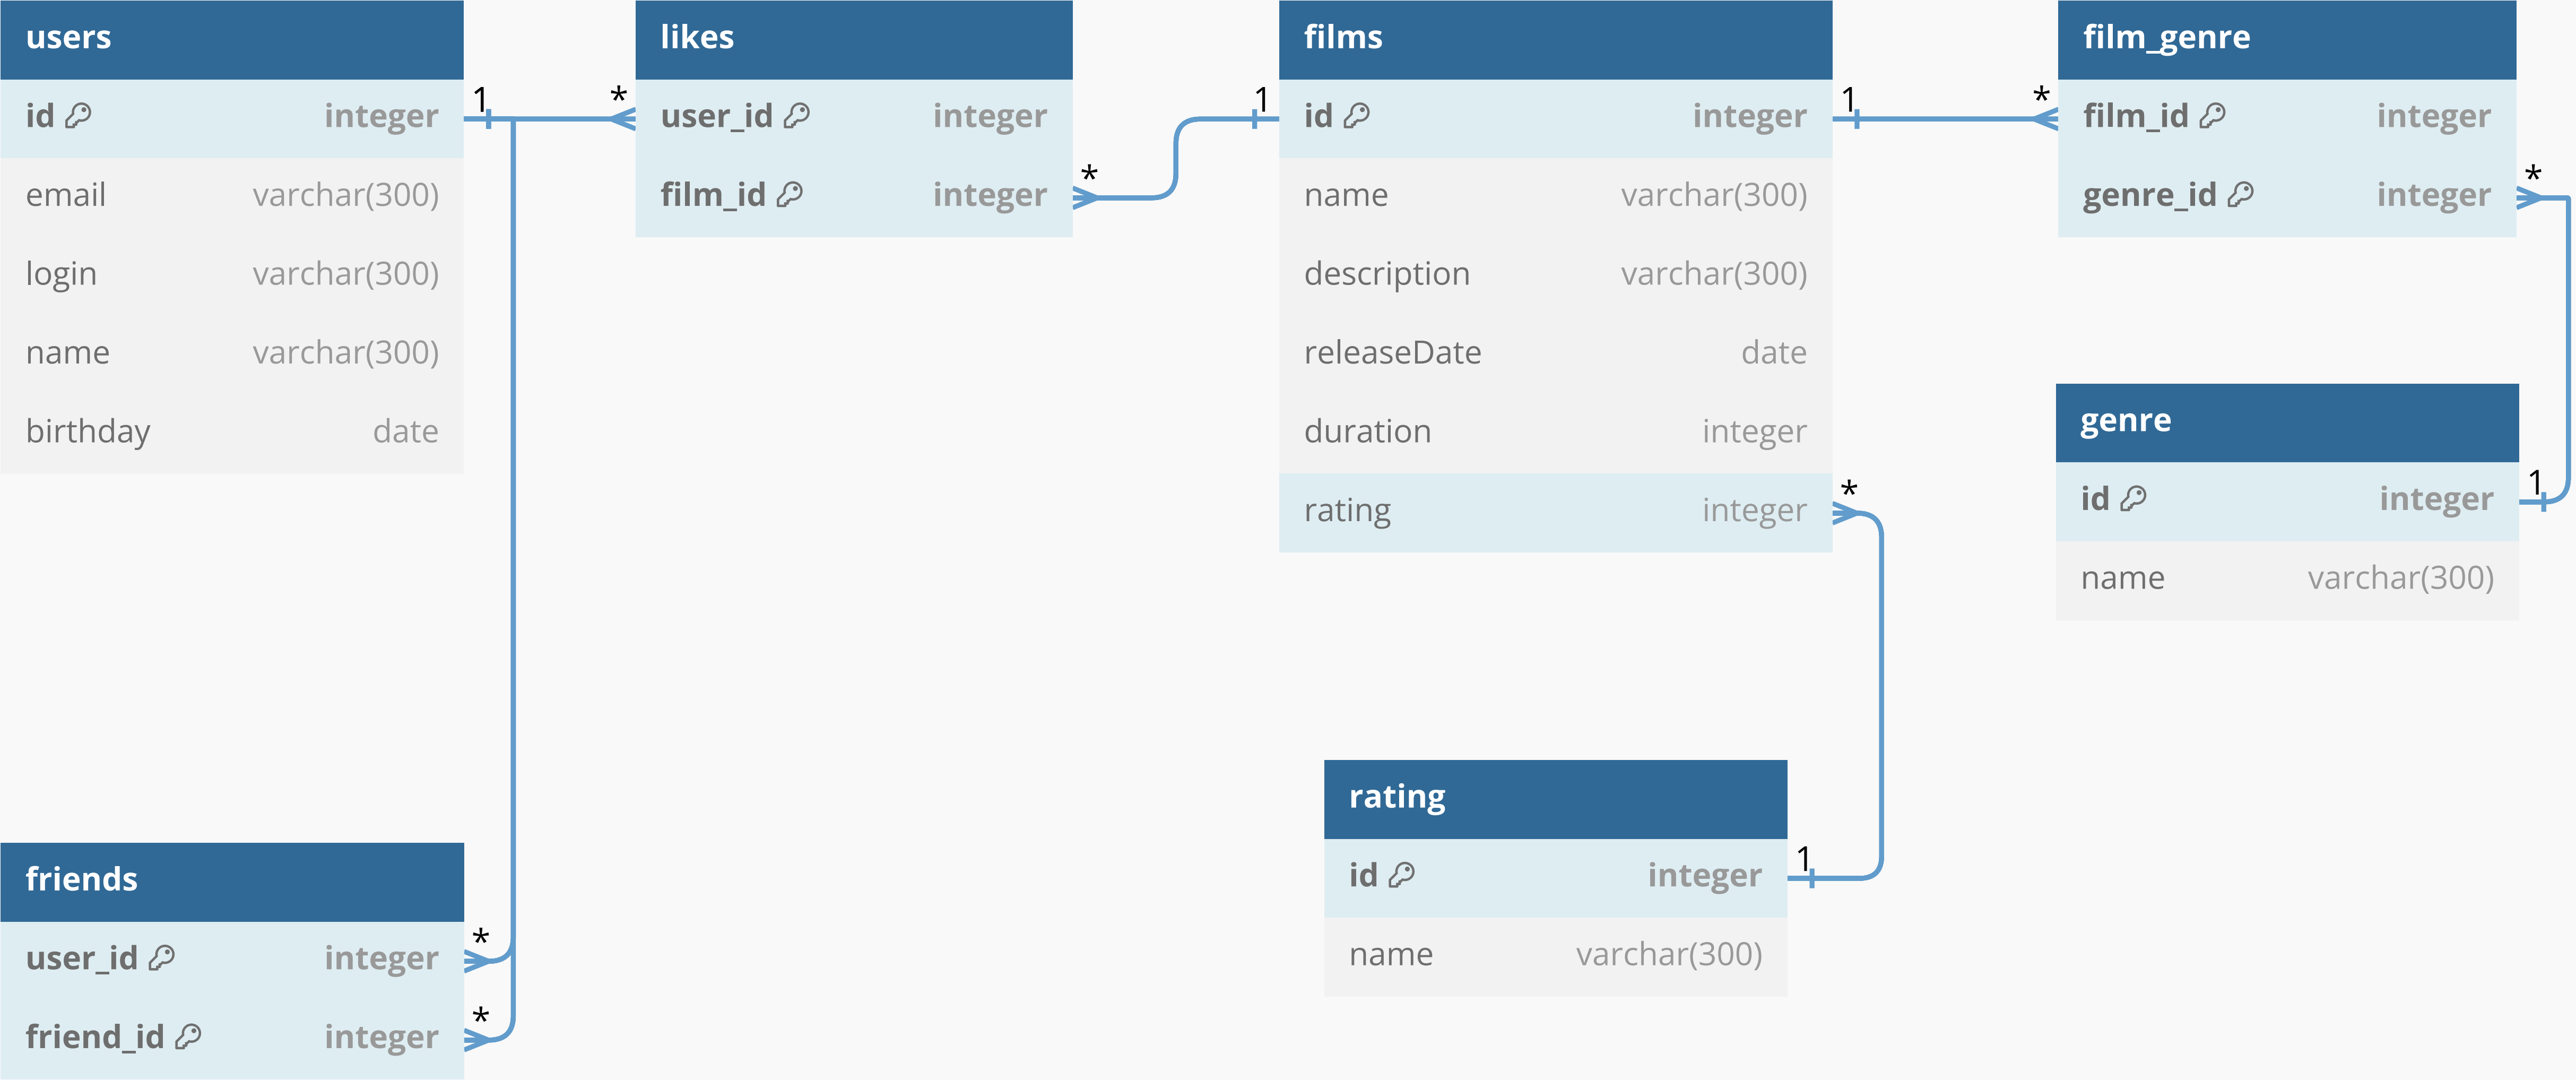 users
id integer
email varchar(300)
login varchar(300)
name varchar(300)
birthday date
1
*
likes
user_id integer
film_id integer
*
1
films
id integer
name varchar(300)
description varchar(300)
releaseDate date
duration integer
rating integer
1
*
*
film_genre
film_id integer
genre_id integer
*
genre
id integer
name varchar(300)
1
rating
id integer
name varchar(300)
1
friends
user_id integer
friend_id integer
*
*